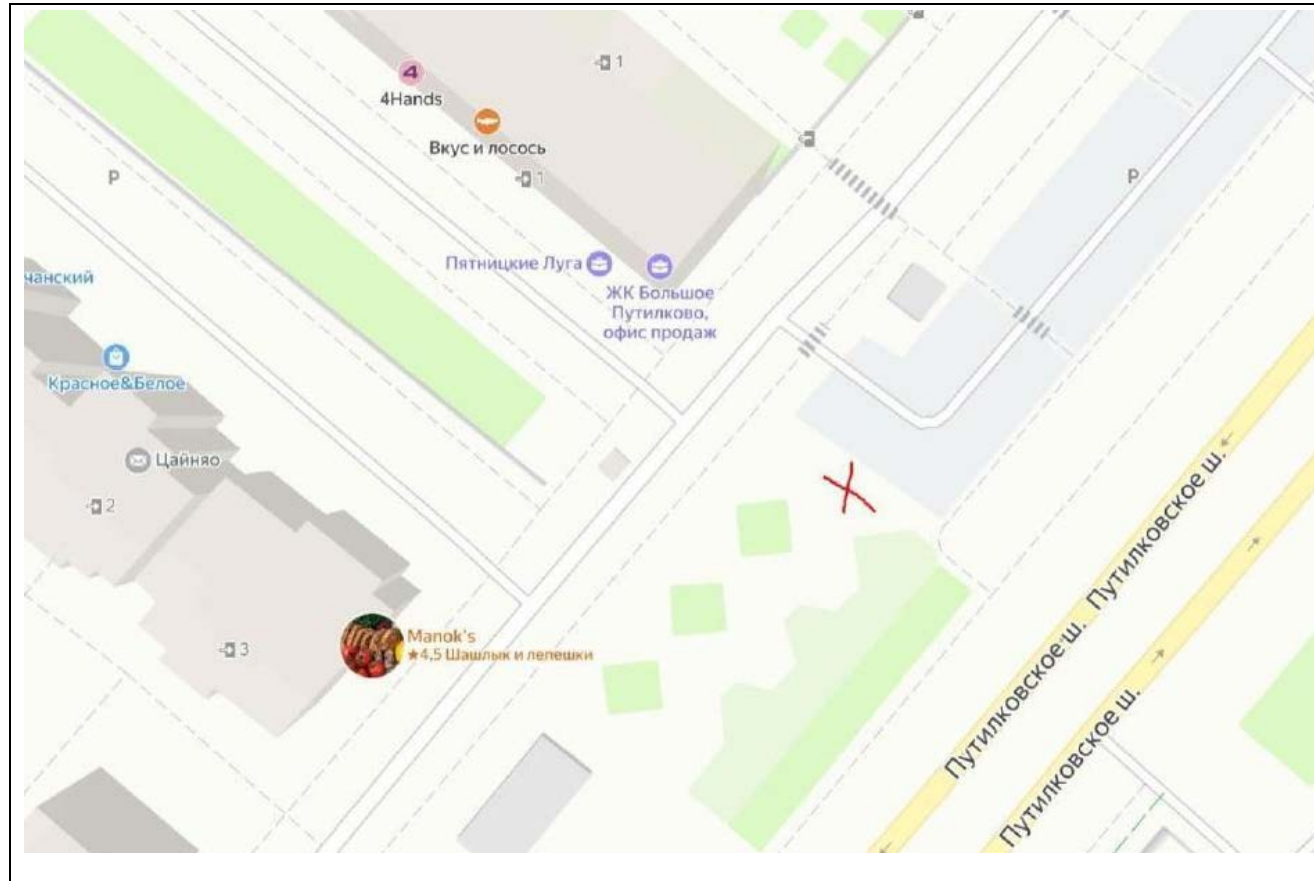 1
4
4Hands
Вкус и лосось
1
P
P
Пятницкие Луга
ЖК Большое
Путилково,
офис продаж
чанский
Красное&Белое
Цайняо
2
3
Manok's
★4,5 Шашлык и лепешки
Путилковское ш.
Путилковское ш.
Путилковское ш.